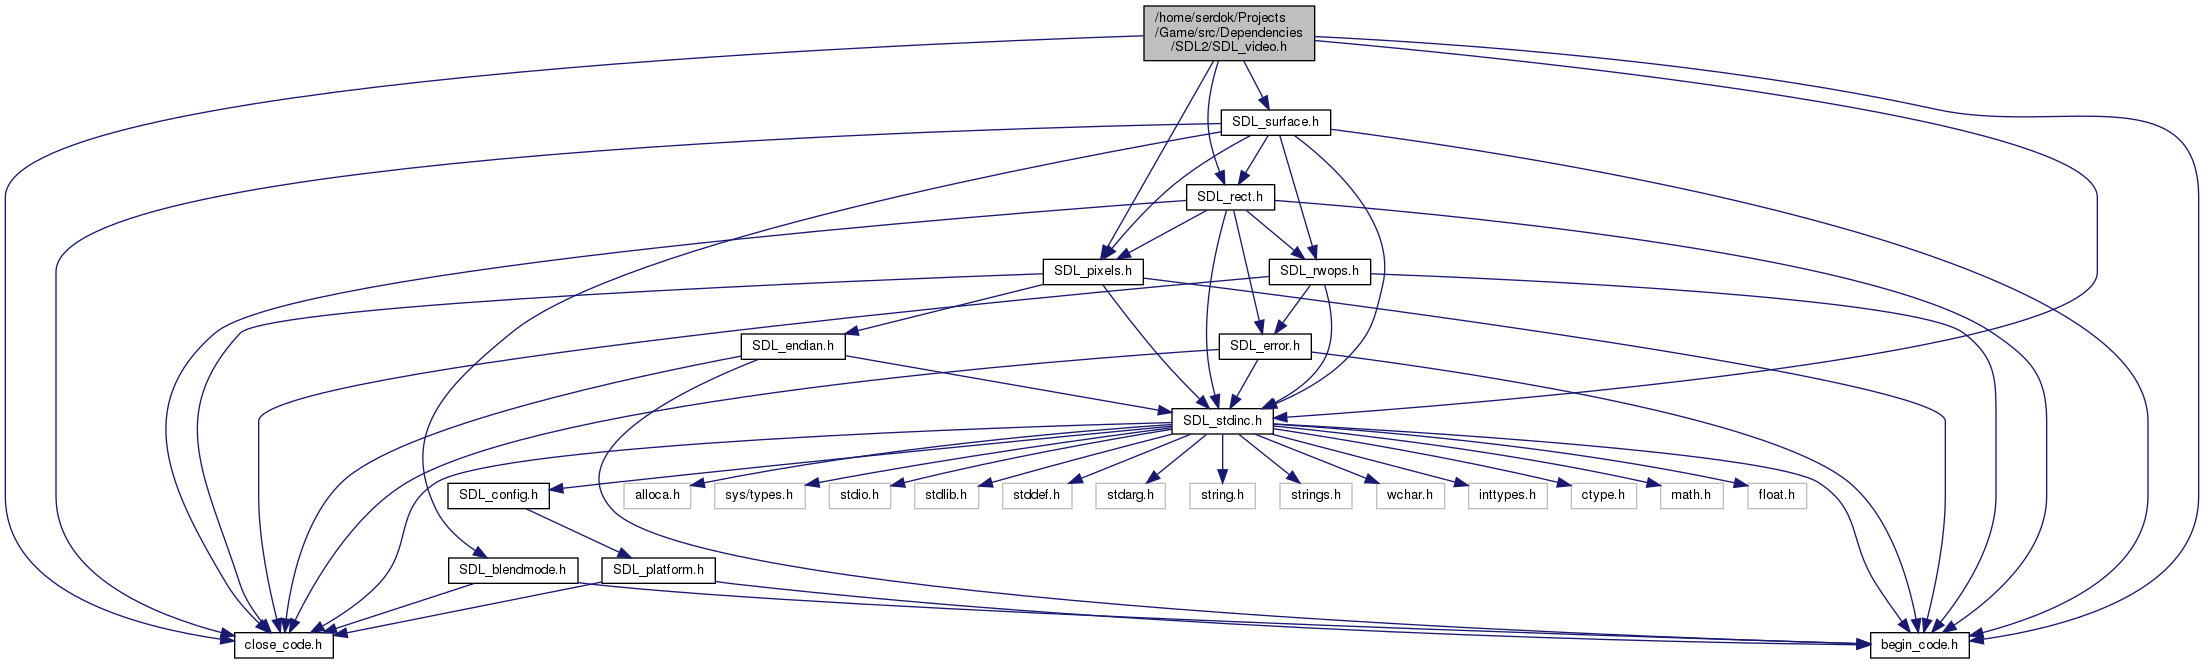 /home/serdok/Projects
/Game/src/Dependencies
/SDL2/SDL_video.h
SDL_surface.h
SDL_rect.h
SDL_pixels.h
SDL_rwops.h
SDL_endian.h
SDL_error.h
SDL_stdinc.h
SDL_config.h
alloca.h
sys/types.h
stdio.h
stdlib.h
stddef.h
stdarg.h
string.h
strings.h
wchar.h
inttypes.h
ctype.h
math.h
float.h
SDL_blendmode.h
SDL_platform.h
close_code.h
begin_code.h